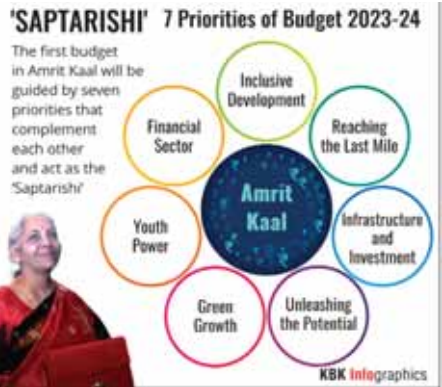 'SAPTARISHI' 7 Priorities of Budget 2023-24
The first budget
in Amrit Kaal will be
guided by seven
priorities that
complement
each other
and act as the
'Saptarishi'
Inclusive
Development
Reaching
the Last Mile
Infrastructure
and
Investment
Unleashing
the Potential
Green
Growth
Youth
Power
Financial
Sector
Amrit
Kaal
KBK Infographics